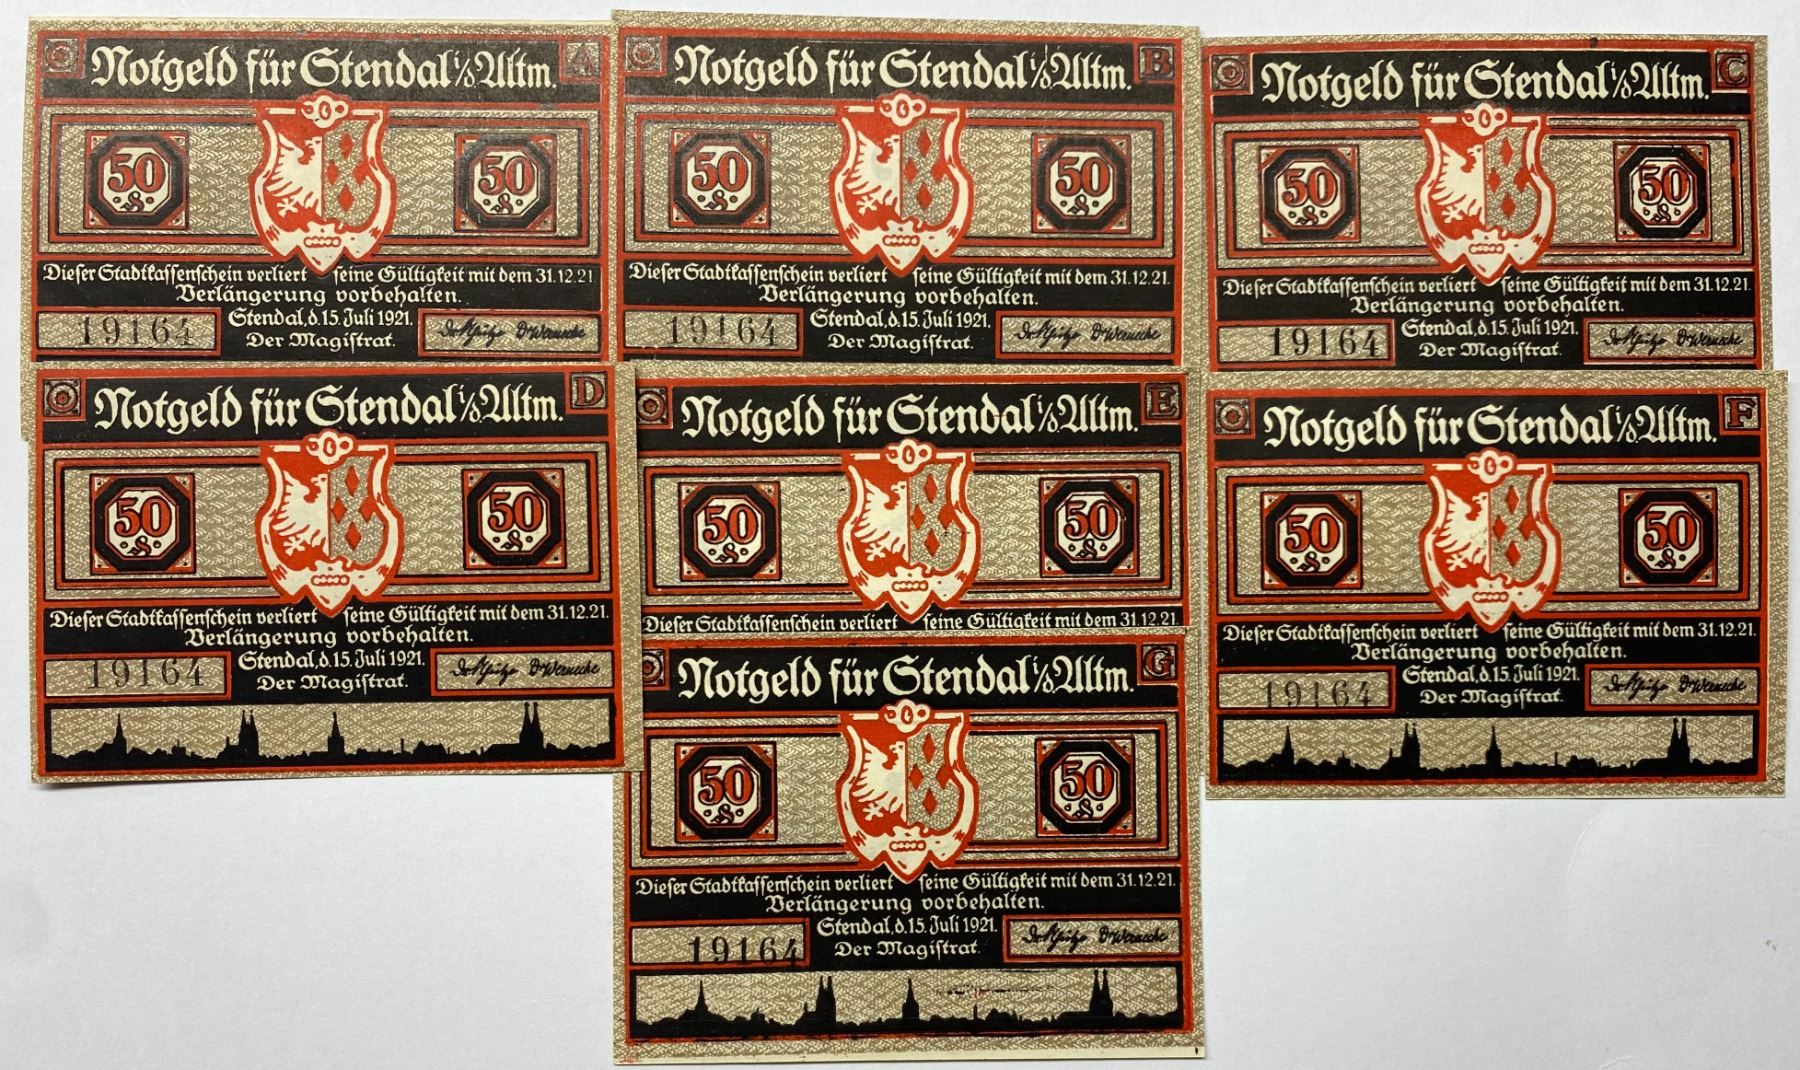 Notgeld für Stendal i/d Altm. A
50 50
Dieser Stadtkassenschein verliert seine Gültigkeit mit dem 31.12.21.
Verlängerung vorbehalten.
19164
Stendal, d. 15. Juli 1921.
Der Magistrat.
Notgeld für Stendal i/d Altm. B
50 50
Dieser Stadtkassenschein verliert seine Gültigkeit mit dem 31.12.21.
Verlängerung vorbehalten.
19164
Stendal, d. 15. Juli 1921.
Der Magistrat.
Notgeld für Stendal i/d Altm. C
50 50
Dieser Stadtkassenschein verliert seine Gültigkeit mit dem 31.12.21.
Verlängerung vorbehalten.
19164
Stendal, d. 15. Juli 1921.
Der Magistrat.
Notgeld für Stendal i/d Altm. D
50 50
Dieser Stadtkassenschein verliert seine Gültigkeit mit dem 31.12.21.
Verlängerung vorbehalten.
19164
Stendal, d. 15. Juli 1921.
Der Magistrat.
Notgeld für Stendal i/d Altm. E
50 50
Dieser Stadtkassenschein verliert seine Gültigkeit mit dem 31.12.21.
Notgeld für Stendal i/d Altm. F
50 50
Dieser Stadtkassenschein verliert seine Gültigkeit mit dem 31.12.21.
Verlängerung vorbehalten.
19164
Stendal, d. 15. Juli 1921.
Der Magistrat.
Notgeld für Stendal i/d Altm. G
50 50
Dieser Stadtkassenschein verliert seine Gültigkeit mit dem 31.12.21.
Verlängerung vorbehalten.
19164
Stendal, d. 15. Juli 1921.
Der Magistrat.